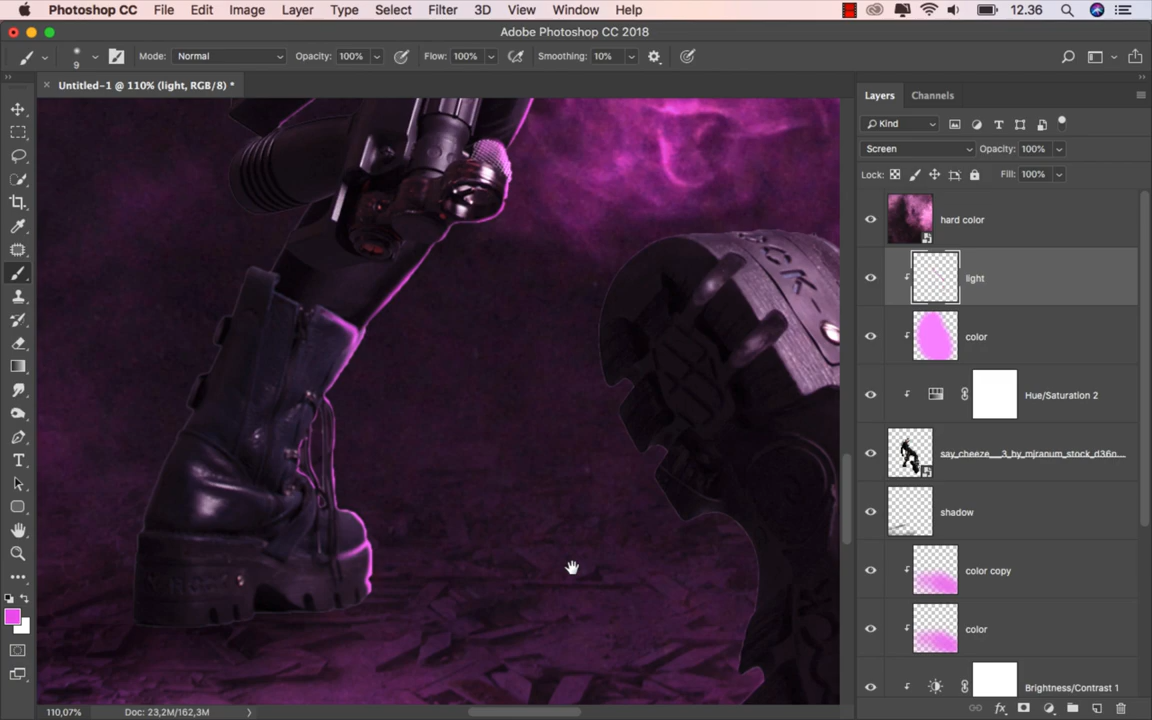 Photoshop CC File Edit Image Layer Type Select Filter 3D View Window Help 12.36
Adobe Photoshop CC 2018
9 Mode: Normal Opacity: 100% Flow: 100% Smoothing: 10%
Untitled-1 @ 110% (light, RGB/8) *
Layers Channels
Kind
Screen Opacity: 100%
Lock: Fill: 100%
hard color
light
color
Hue/Saturation 2
say_cheeze__3_by_mjranum_stock_d36n...
shadow
color copy
color
Brightness/Contrast 1
110,07% Doc: 23,2M/162,3M